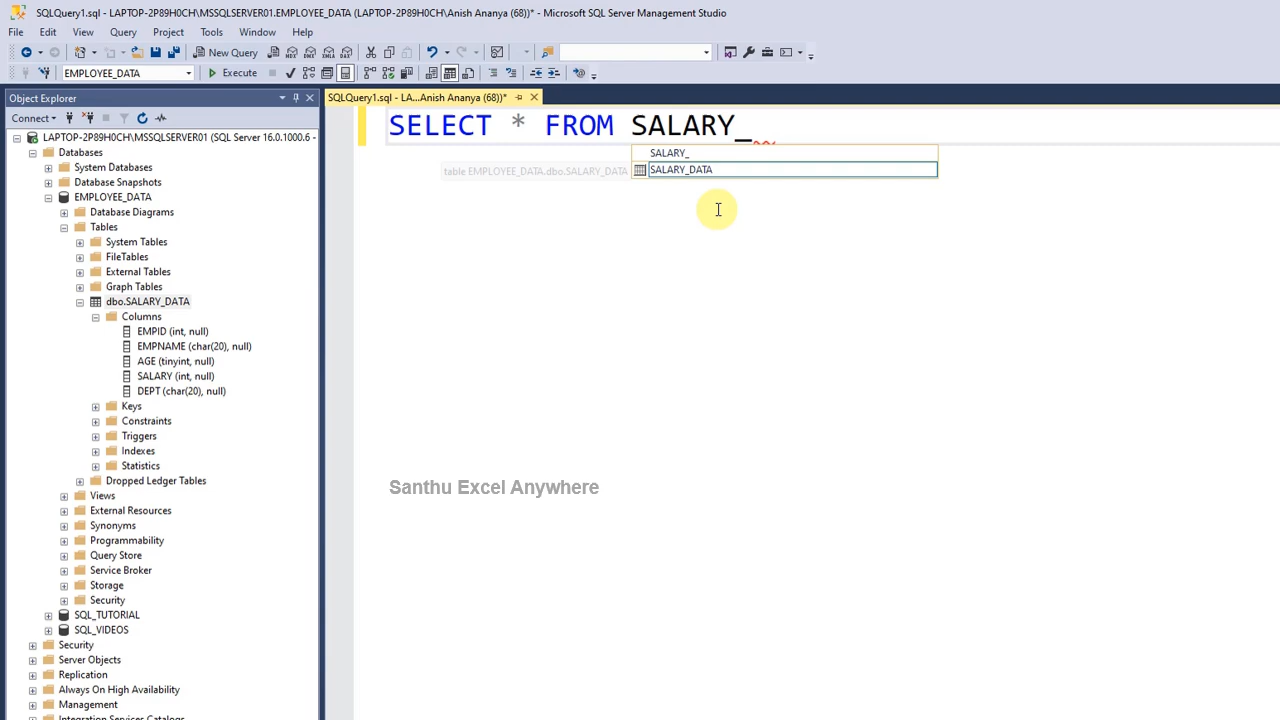 SQLQuery1.sql - LAPTOP-2P89H0CH\MSSQLSERVER01.EMPLOYEE_DATA (LAPTOP-2P89H0CH\Anish Ananya (68))* - Microsoft SQL Server Management Studio
File Edit View Query Project Tools Window Help
New Query
EMPLOYEE_DATA Execute
Object Explorer
SQLQuery1.sql - LA...Anish Ananya (68))*
Connect
SELECT * FROM SALARY_
LAPTOP-2P89H0CH\MSSQLSERVER01 (SQL Server 16.0.1000.6 -
SALARY_
SALARY_DATA
table EMPLOYEE_DATA.dbo.SALARY_DATA
Databases
System Databases
Database Snapshots
EMPLOYEE_DATA
Database Diagrams
Tables
System Tables
FileTables
External Tables
Graph Tables
dbo.SALARY_DATA
Columns
EMPID (int, null)
EMPNAME (char(20), null)
AGE (tinyint, null)
SALARY (int, null)
DEPT (char(20), null)
Keys
Constraints
Triggers
Indexes
Statistics
Dropped Ledger Tables
Views
External Resources
Synonyms
Programmability
Query Store
Service Broker
Storage
Security
SQL_TUTORIAL
SQL_VIDEOS
Security
Server Objects
Replication
Always On High Availability
Management
Integration Services Catalogs
Santhu Excel Anywhere